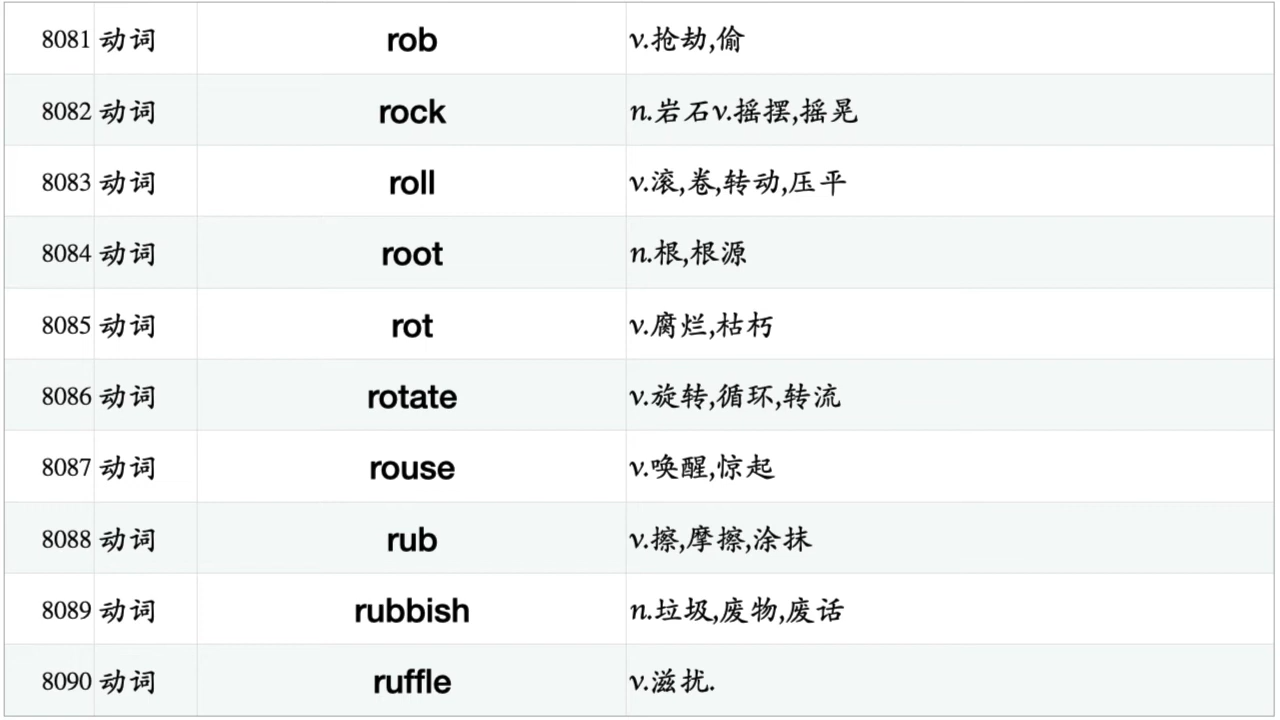 8081 动词 rob v.抢劫,偷
8082 动词 rock n.岩石v.摇摆,摇晃
8083 动词 roll v.滚,卷,转动,压平
8084 动词 root n.根,根源
8085 动词 rot v.腐烂,枯朽
8086 动词 rotate v.旋转,循环,转流
8087 动词 rouse v.唤醒,惊起
8088 动词 rub v.擦,摩擦,涂抹
8089 动词 rubbish n.垃圾,废物,废话
8090 动词 ruffle v.滋扰.